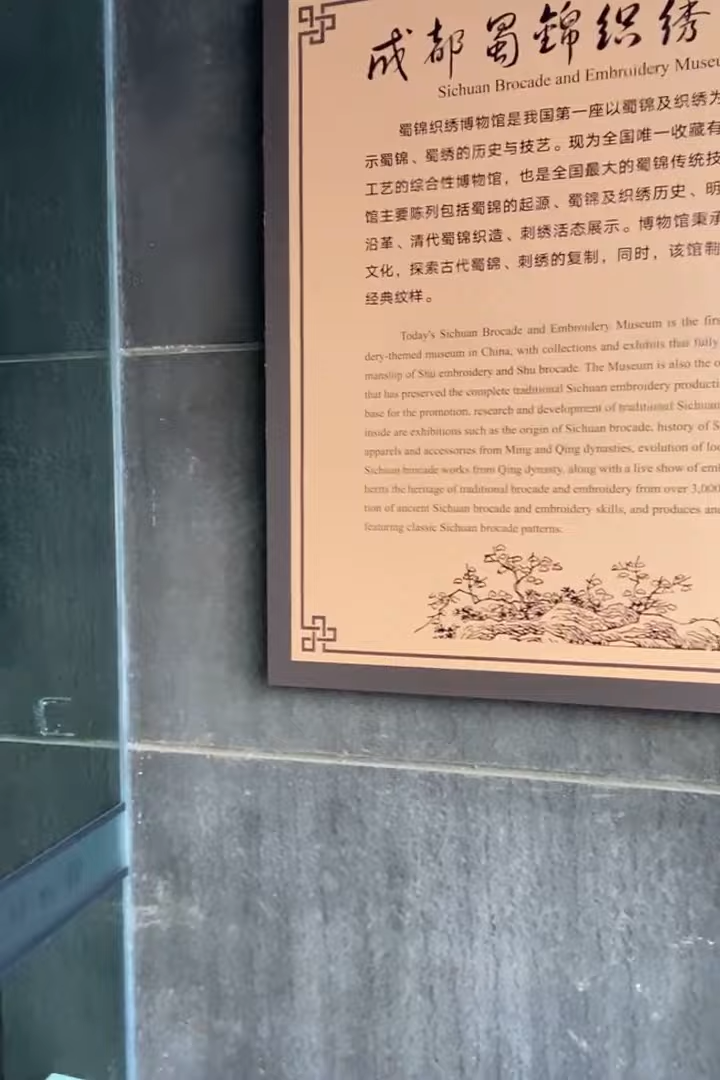 成都蜀錦织绣
Sichuan Brocade and Embroidery Museu
蜀锦织绣博物馆是我国第一座以蜀锦及织绣为
示蜀锦、蜀绣的历史与技艺。现为全国唯一收藏有
工艺的综合性博物馆，也是全国最大的蜀锦传统技
馆主要陈列包括蜀锦的起源、蜀锦及织绣历史、明
沿革、清代蜀锦织造、刺绣活态展示。博物馆秉承
文化，探索古代蜀锦、刺绣的复制，同时，该馆制
经典纹样。
Today's Sichuan Brocade and Embroidery Museum is the firs
dery-themed museum in China, with collections and exhibits that fully
manship of Shu embroidery and Shu brocade. The Museum is also the o
that has preserved the complete traditional Sichuan embroidery producti
base for the promotion, research and development of traditional Sichuan
inside are exhibitions such as the origin of Sichuan brocade, history of S
apparels and accessories from Ming and Qing dynasties, evolution of loo
Sichuan brocade works from Qing dynasty, along with a live show of em
herits the heritage of traditional brocade and embroidery from over 3,000
tion of ancient Sichuan brocade and embroidery skills, and produces an
featuring classic Sichuan brocade patterns.